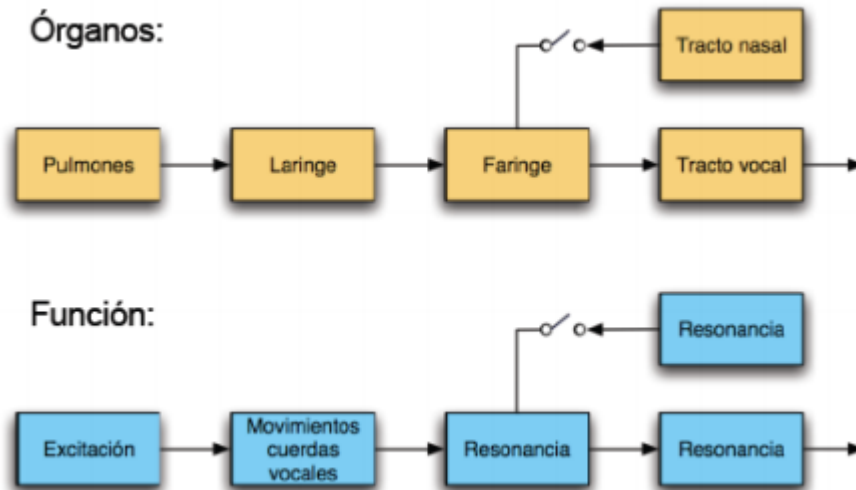 Órganos:
Tracto nasal
Pulmones
Laringe
Faringe
Tracto vocal
Función:
Resonancia
Excitación
Movimientos
cuerdas
vocales
Resonancia
Resonancia